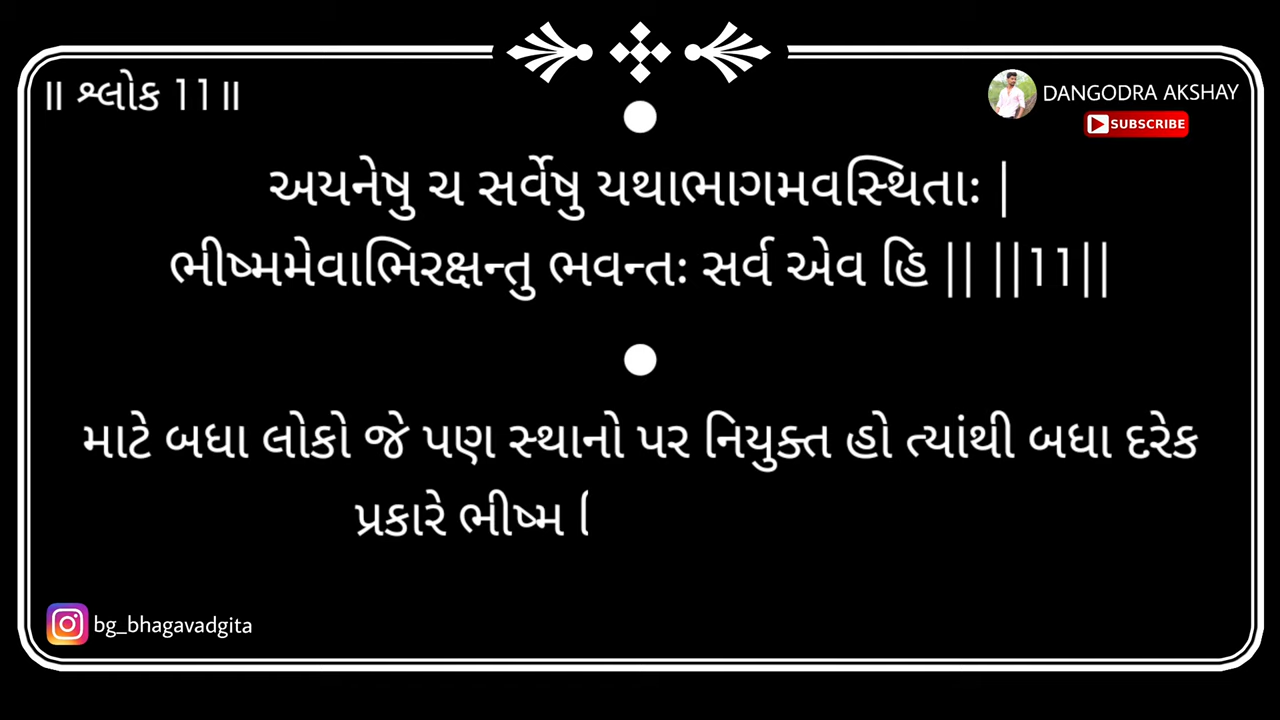 ॥ શ્લોક 11॥
DANGODRA AKSHAY
SUBSCRIBE
અયનેષુ ચ સર્વેષુ યથાભાગમવસ્થિતાઃ |
ભીષ્મમેવાભિરક્ષન્તુ ભવન્તઃ સર્વ એવ હિ || ||11||
માટે બધા લોકો જે પણ સ્થાનો પર નિયુક્ત હો ત્યાંથી બધા દરેક
પ્રકારે ભીષ્મ
bg_bhagavadgita